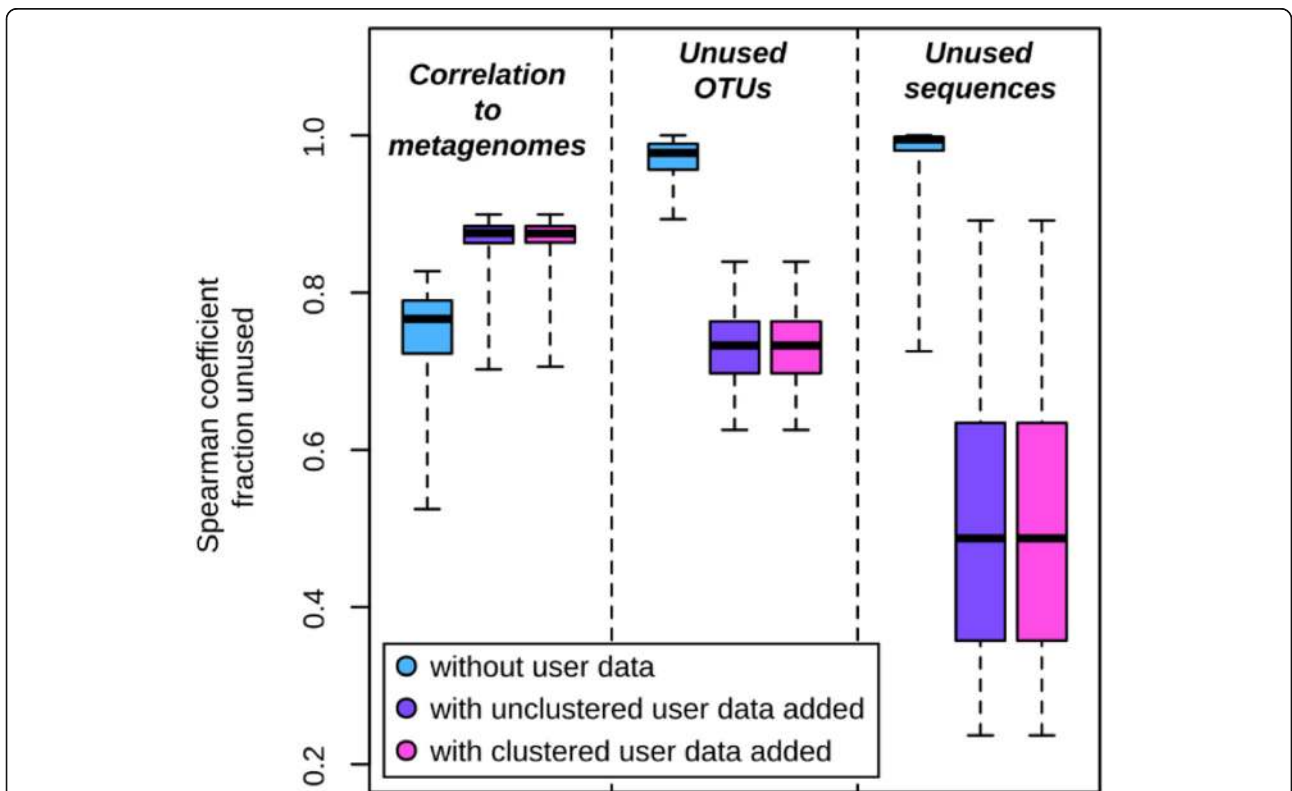 Correlation
to
metagenomes
Unused
OTUs
Unused
sequences
Spearman coefficient
fraction unused
1.0
0.8
0.6
0.4
0.2
without user data
with unclustered user data added
with clustered user data added